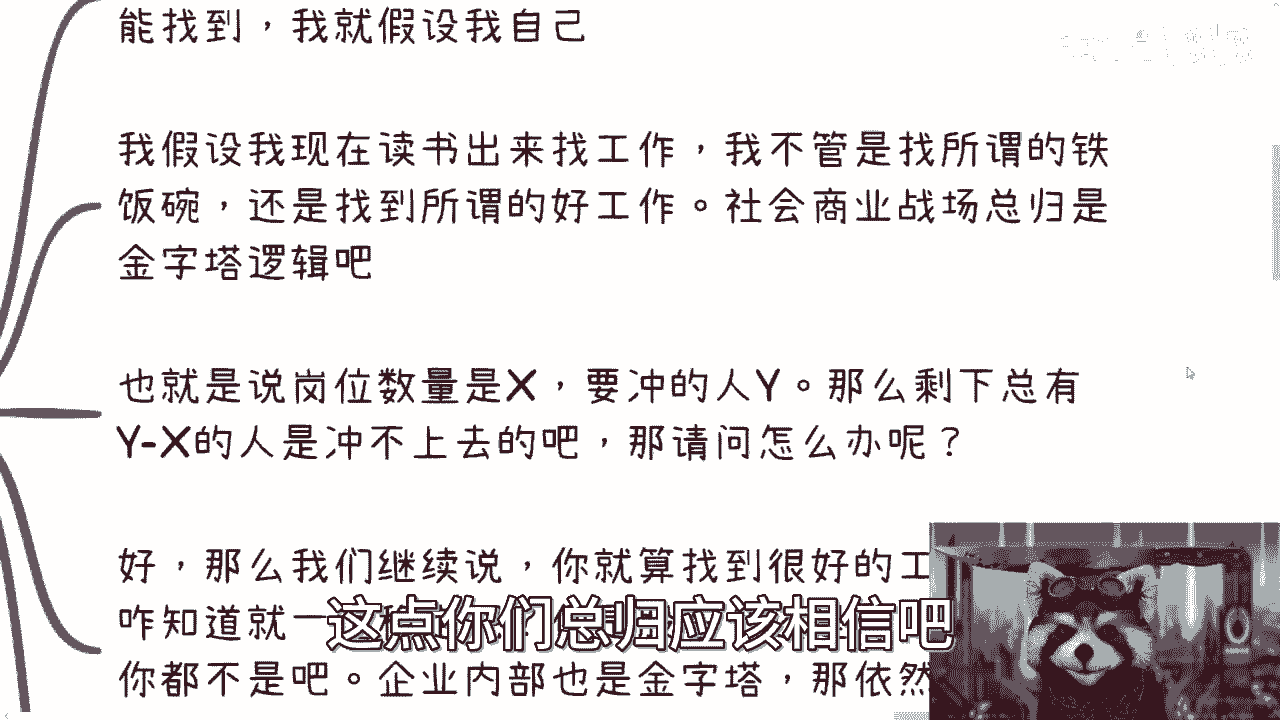 能找到，我就假设我自己
我假设我现在读书出来找工作，我不管是找所谓的铁
饭碗，还是找到所谓的好工作。社会商业战场总归是
金字塔逻辑吧
也就是说岗位数量是X，要冲的人Y。那么剩下总有
Y-X的人是冲不上去的吧，那请问怎么办呢？
好，那么我们继续说，你就算找到很好的工
咋知道就一
这点你们总归应该相信吧
你都不是吧。企业内部也是金字塔，那依然